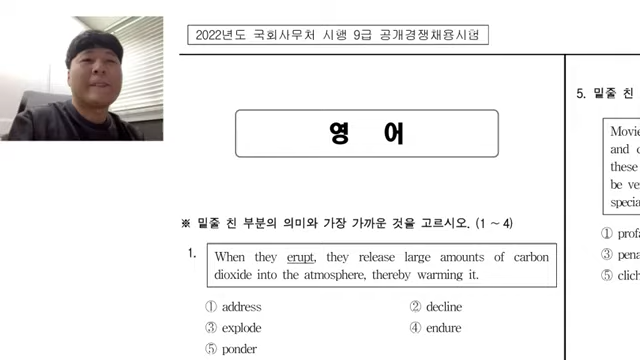 2022년도 국회사무처 시행 9급 공개경쟁채용시험
영 어
※ 밑줄 친 부분의 의미와 가장 가까운 것을 고르시오. (1 ~ 4)
1. When they erupt, they release large amounts of carbon
dioxide into the atmosphere, thereby warming it.
① address ② decline
③ explode ④ endure
⑤ ponder
5. 밑줄 친
Movie
and
these
be
specia
① profa
③ pena
⑤ clich